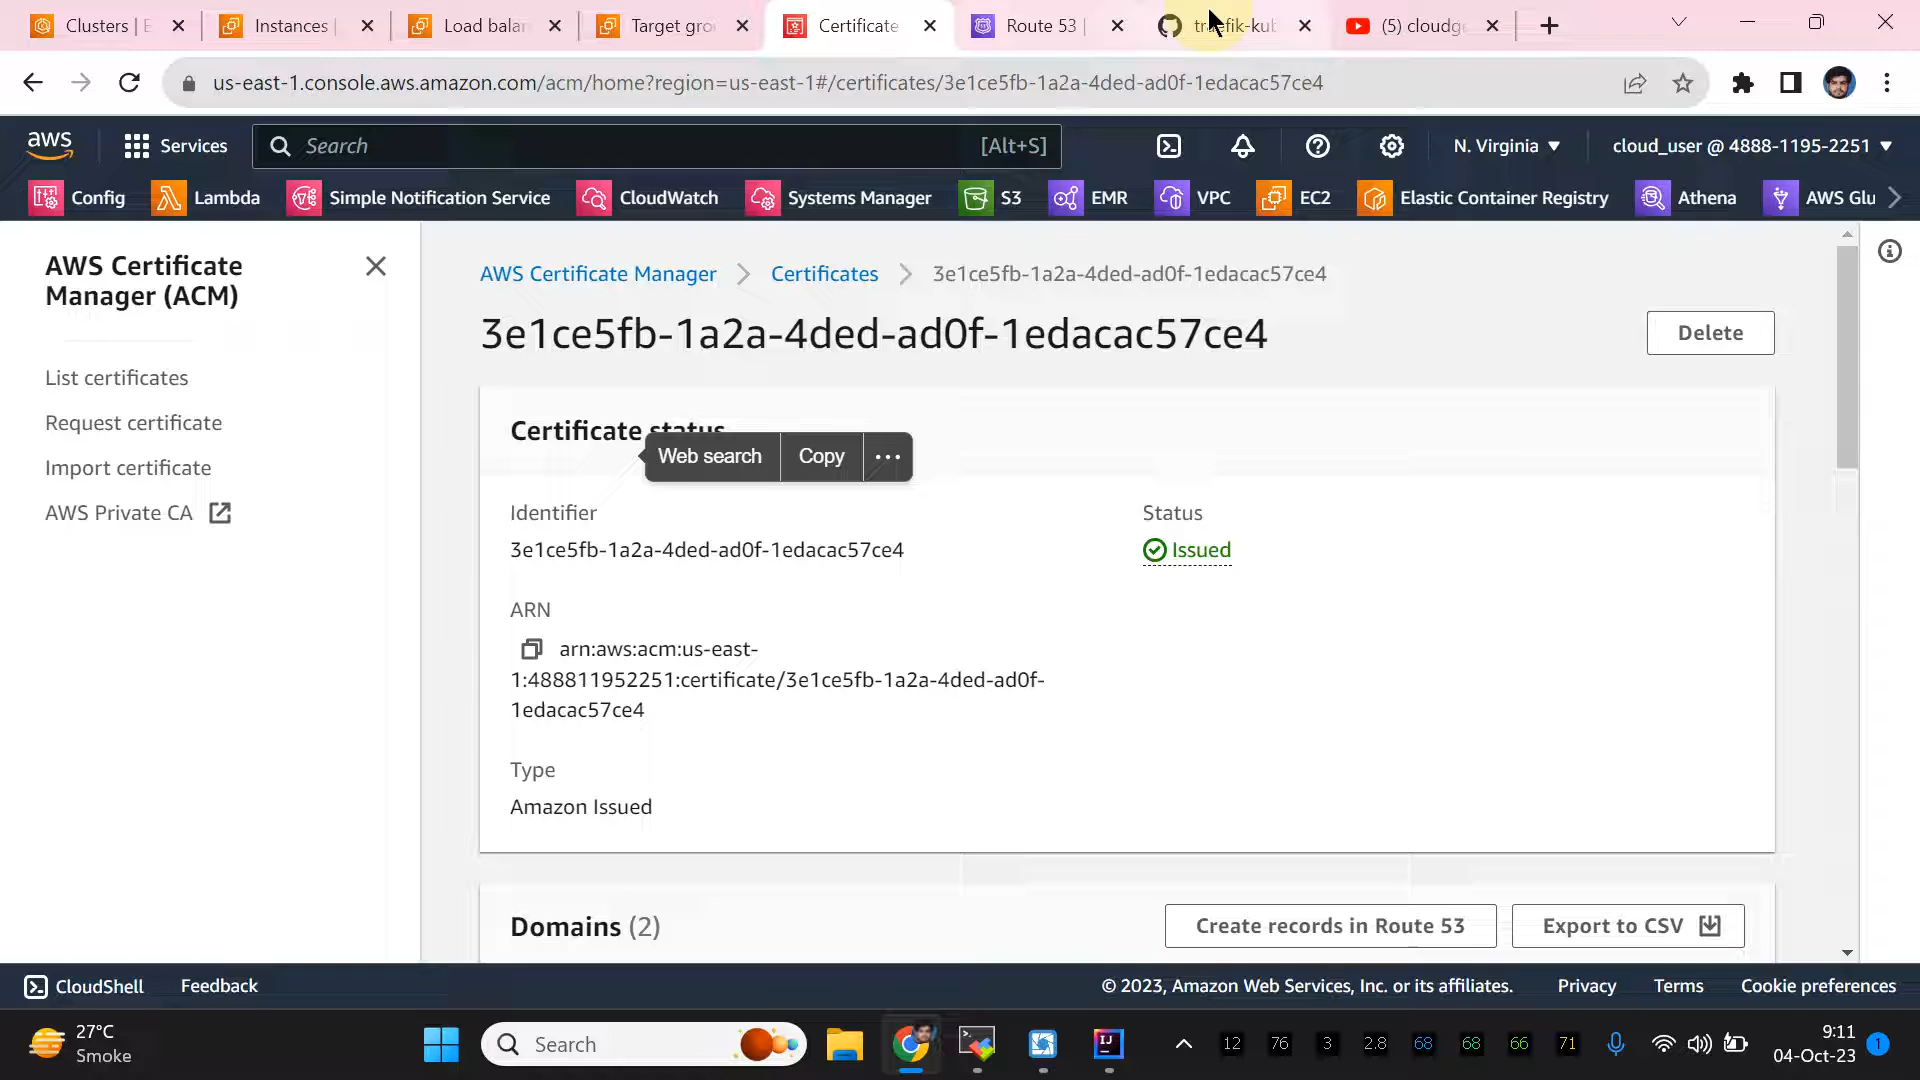 Clusters | E
Instances |
Load balan
Target gro
Certificate
Route 53 |
traefik-kub
(5) cloudge
us-east-1.console.aws.amazon.com/acm/home?region=us-east-1#/certificates/3e1ce5fb-1a2a-4ded-ad0f-1edacac57ce4
aws
Services
Search
[Alt+S]
N. Virginia
cloud_user @ 4888-1195-2251
Config
Lambda
Simple Notification Service
CloudWatch
Systems Manager
S3
EMR
VPC
EC2
Elastic Container Registry
Athena
AWS Glu
AWS Certificate
Manager (ACM)
List certificates
Request certificate
Import certificate
AWS Private CA
AWS Certificate Manager
Certificates
3e1ce5fb-1a2a-4ded-ad0f-1edacac57ce4
3e1ce5fb-1a2a-4ded-ad0f-1edacac57ce4
Delete
Certificate status
Web search
Copy
Identifier
3e1ce5fb-1a2a-4ded-ad0f-1edacac57ce4
Status
Issued
ARN
arn:aws:acm:us-east-
1:488811952251:certificate/3e1ce5fb-1a2a-4ded-ad0f-
1edacac57ce4
Type
Amazon Issued
Domains (2)
Create records in Route 53
Export to CSV
CloudShell
Feedback
© 2023, Amazon Web Services, Inc. or its affiliates.
Privacy
Terms
Cookie preferences
27°C
Smoke
Search
IJ
12
76
3
2.8
68
68
66
71
9:11
04-Oct-23
1